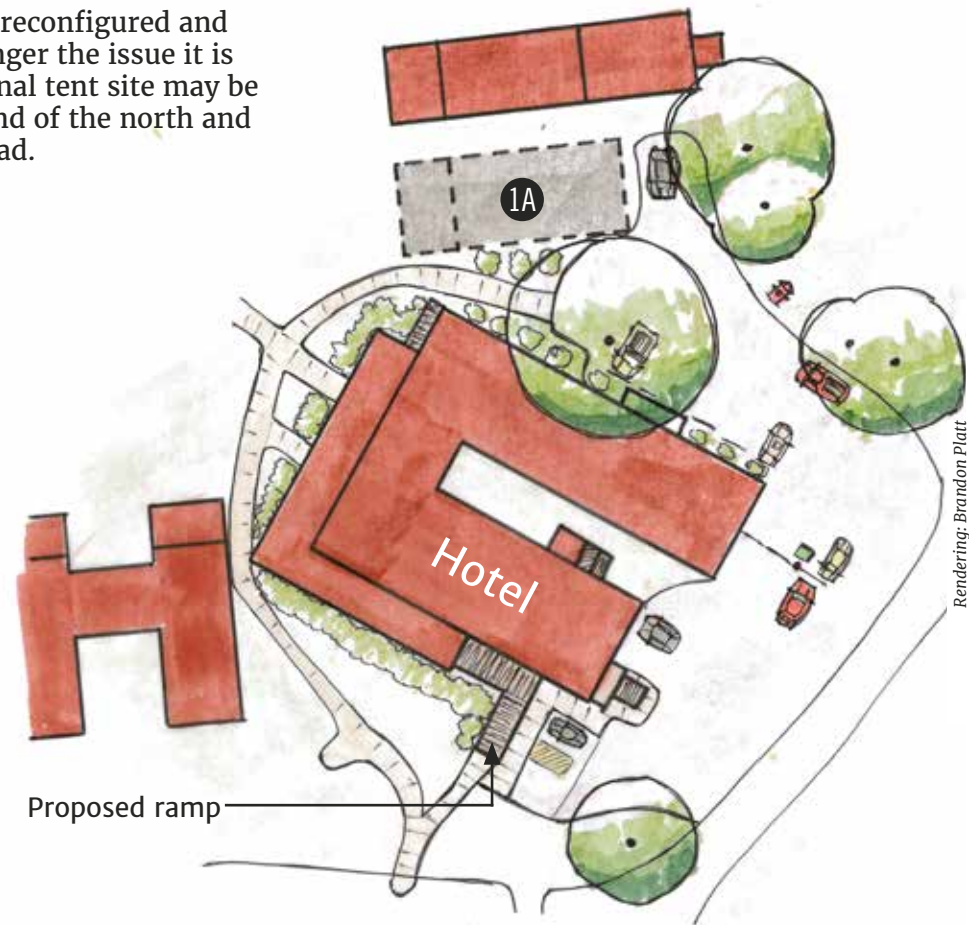 reconfigured and
nger the issue it is
nal tent site may be
nd of the north and
ad.
1A
Hotel
Proposed ramp
Rendering: Brandon Platt